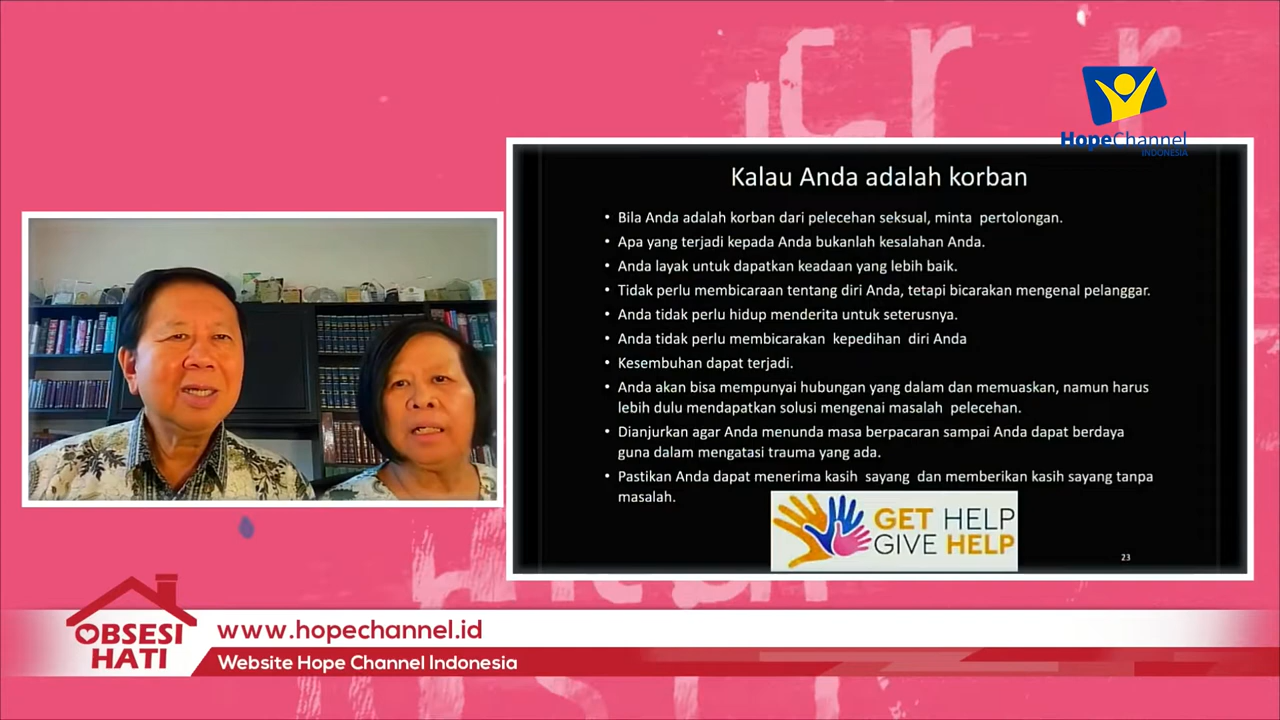 HopeChannel
INDONESIA
Kalau Anda adalah korban
• Bila Anda adalah korban dari pelecehan seksual, minta pertolongan.
• Apa yang terjadi kepada Anda bukanlah kesalahan Anda.
• Anda layak untuk dapatkan keadaan yang lebih baik.
• Tidak perlu membicaraan tentang diri Anda, tetapi bicarakan mengenal pelanggar.
• Anda tidak perlu hidup menderita untuk seterusnya.
• Anda tidak perlu membicarakan kepedihan diri Anda
• Kesembuhan dapat terjadi.
• Anda akan bisa mempunyai hubungan yang dalam dan memuaskan, namun harus
lebih dulu mendapatkan solusi mengenai masalah pelecehan.
• Dianjurkan agar Anda menunda masa berpacaran sampai Anda dapat berdaya
guna dalam mengatasi trauma yang ada.
• Pastikan Anda dapat menerima kasih sayang dan memberikan kasih sayang tanpa
masalah.
GET HELP
GIVE HELP
23
OBSESI
HATI
www.hopechannel.id
Website Hope Channel Indonesia